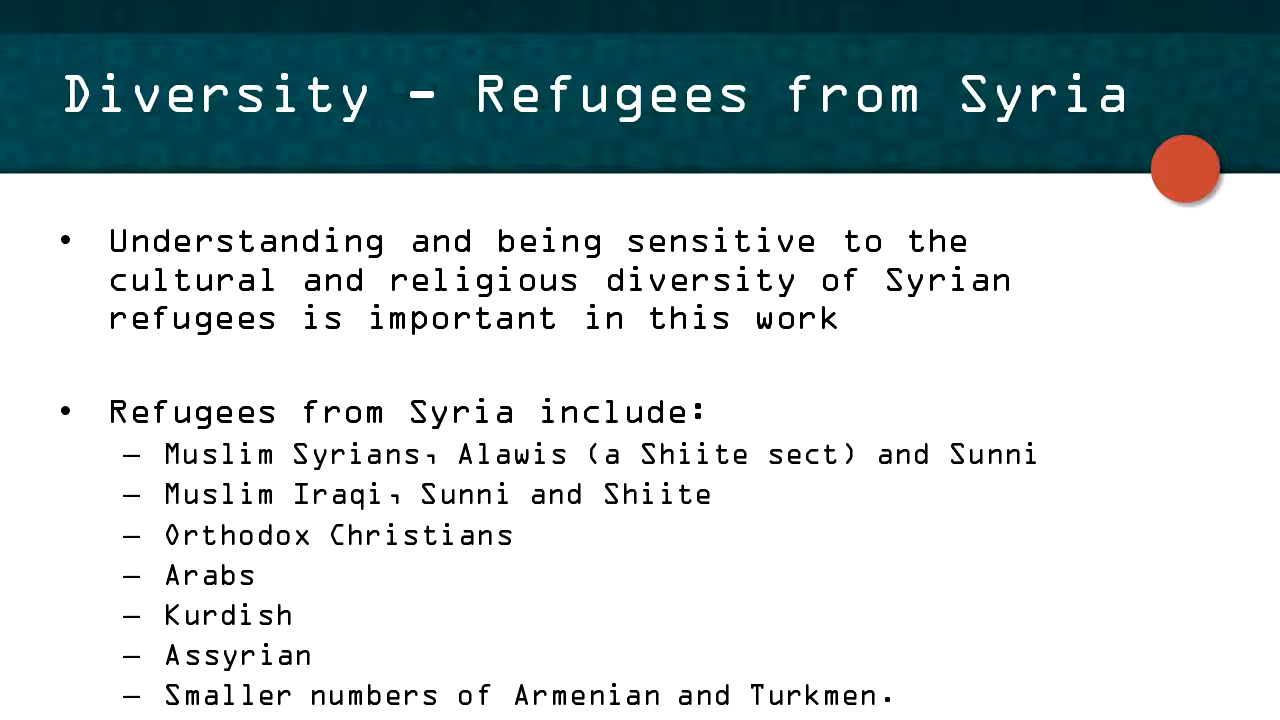 Diversity - Refugees from Syria
• Understanding and being sensitive to the
cultural and religious diversity of Syrian
refugees is important in this work
• Refugees from Syria include:
– Muslim Syrians, Alawis (a Shiite sect) and Sunni
– Muslim Iraqi, Sunni and Shiite
– Orthodox Christians
– Arabs
– Kurdish
– Assyrian
– Smaller numbers of Armenian and Turkmen.